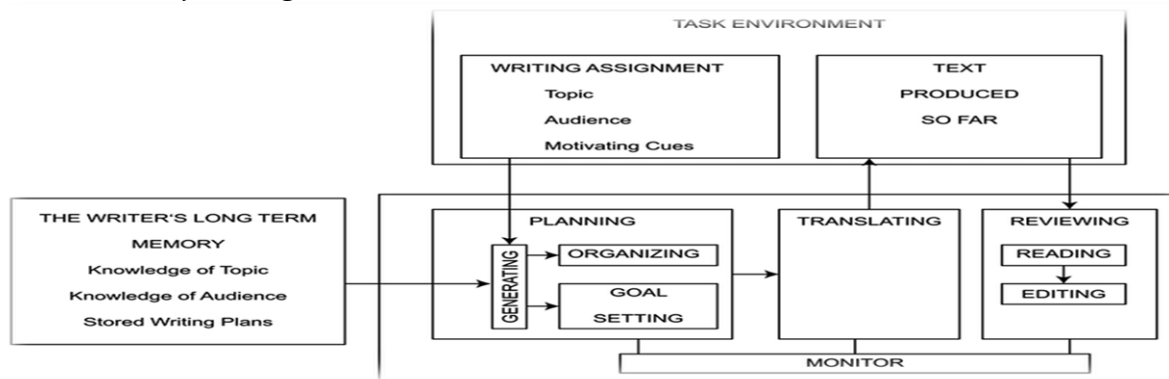 TASK ENVIRONMENT
WRITING ASSIGNMENT
Topic
Audience
Motivating Cues
TEXT
PRODUCED
SO FAR
THE WRITER'S LONG TERM
MEMORY
Knowledge of Topic
Knowledge of Audience
Stored Writing Plans
PLANNING
GENERATING
ORGANIZING
GOAL
SETTING
TRANSLATING
REVIEWING
READING
EDITING
MONITOR